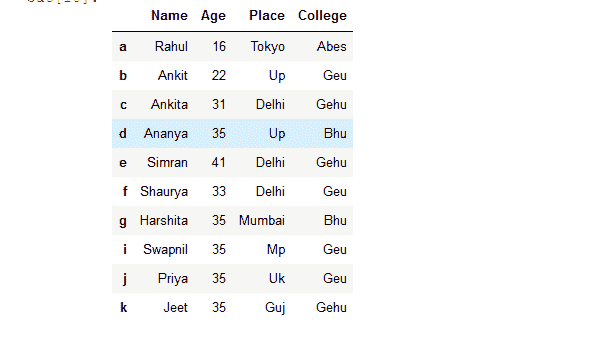 Name Age Place College
a Rahul 16 Tokyo Abes
b Ankit 22 Up Geu
c Ankita 31 Delhi Gehu
d Ananya 35 Up Bhu
e Simran 41 Delhi Gehu
f Shaurya 33 Delhi Geu
g Harshita 35 Mumbai Bhu
i Swapnil 35 Mp Geu
j Priya 35 Uk Geu
k Jeet 35 Guj Gehu